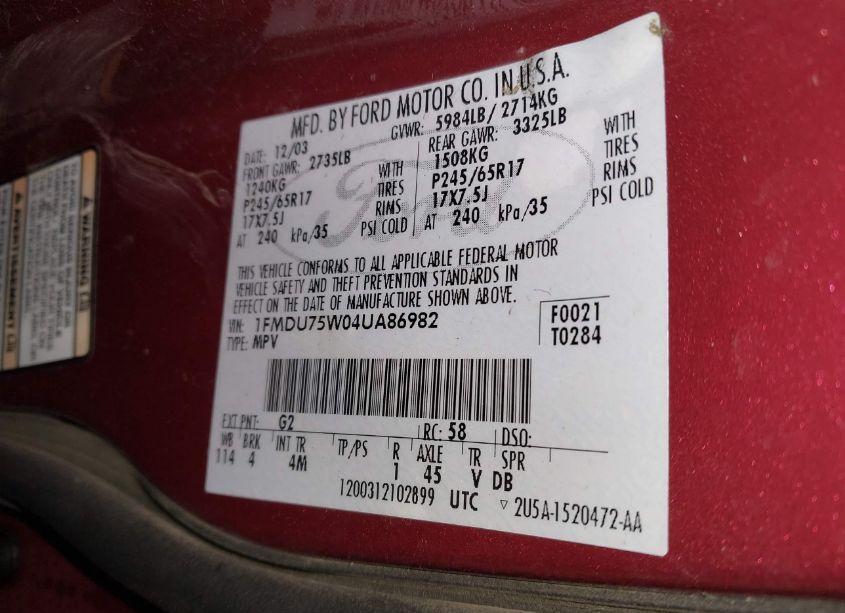 MFD. BY FORD MOTOR CO. IN U.S.A.
DATE: 12/03 GVWR: 5984LB/ 2714KG
FRONT GAWR: 2735LB REAR GAWR: 3325LB
1240KG WITH 1508KG WITH
P245/65R17 TIRES P245/65R17 TIRES
17X7.5J RIMS 17X7.5J RIMS
AT 240 kPa/35 PSI COLD AT 240 kPa/35 PSI COLD
Ford
THIS VEHICLE CONFORMS TO ALL APPLICABLE FEDERAL MOTOR
VEHICLE SAFETY AND THEFT PREVENTION STANDARDS IN
EFFECT ON THE DATE OF MANUFACTURE SHOWN ABOVE.
VIN: 1FMDU75W04UA86982 F0021
TYPE: MPV T0284
EXT PNT: G2 RC: 58 DSO:
WB BRK INT TR TP/PS R AXLE TR SPR
114 4 4M 1 45 V DB
1200312102899 UTC ▽ 2U5A-1520472-AA
WARNING
AVERTISSEMENT